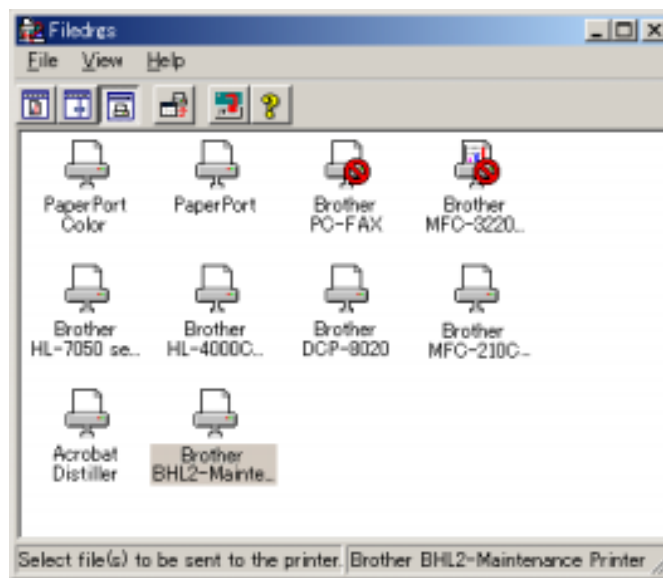 Filedrgs
File View Help
PaperPort
Color
PaperPort
Brother
PC-FAX
Brother
MFC-3220...
Brother
HL-7050 se...
Brother
HL-4000C...
Brother
DCP-8020
Brother
MFC-210C...
Acrobat
Distiller
Brother
BHL2-Mainte...
Select file(s) to be sent to the printer.
Brother BHL2-Maintenance Printer